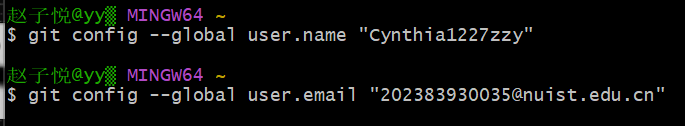 赵子悦@yy▒ MINGW64 ~
$ git config --global user.name "Cynthia1227zzy"
赵子悦@yy▒ MINGW64 ~
$ git config --global user.email "202383930035@nuist.edu.cn"